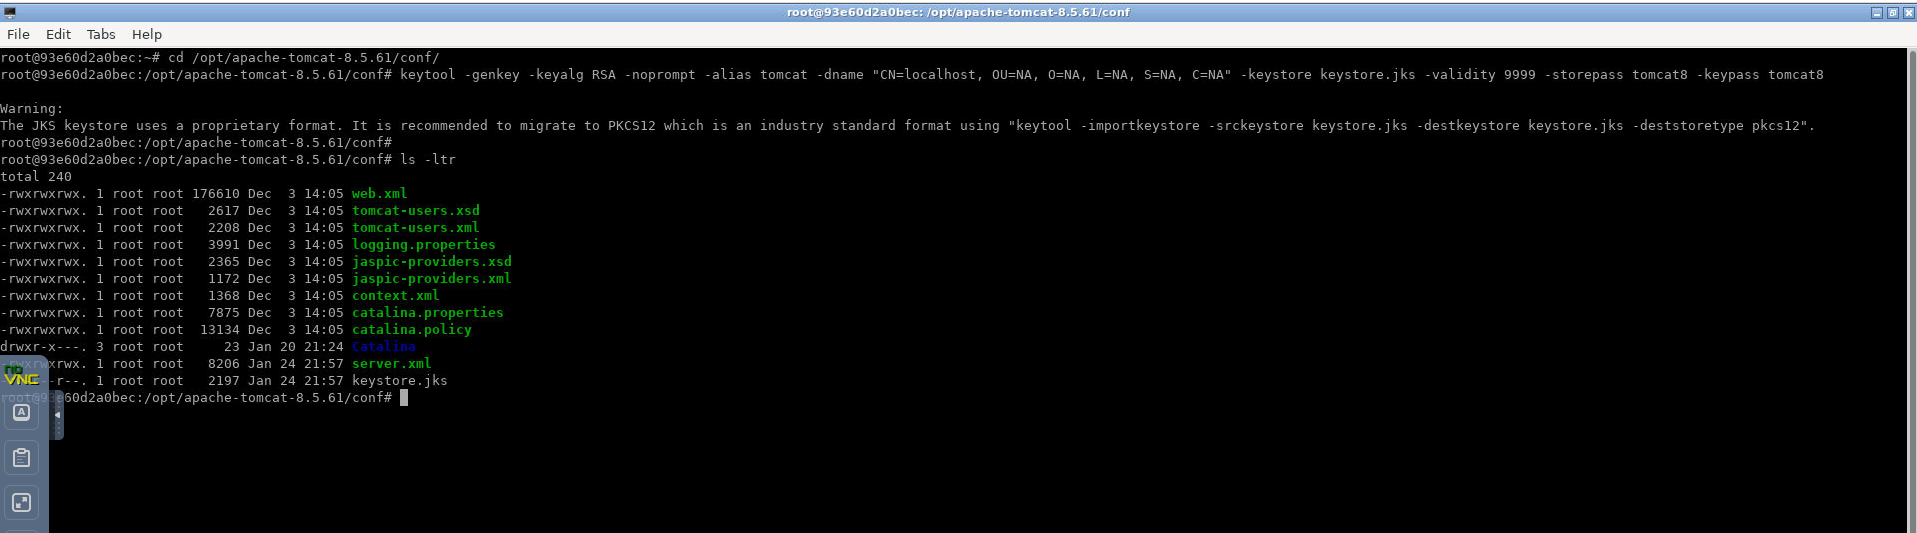 root@93e60d2a0bec: /opt/apache-tomcat-8.5.61/conf
File Edit Tabs Help
root@93e60d2a0bec:~# cd /opt/apache-tomcat-8.5.61/conf/
root@93e60d2a0bec:/opt/apache-tomcat-8.5.61/conf# keytool -genkey -keyalg RSA -noprompt -alias tomcat -dname "CN=localhost, OU=NA, O=NA, L=NA, S=NA, C=NA" -keystore keystore.jks -validity 9999 -storepass tomcat8 -keypass tomcat8
Warning:
The JKS keystore uses a proprietary format. It is recommended to migrate to PKCS12 which is an industry standard format using "keytool -importkeystore -srckeystore keystore.jks -destkeystore keystore.jks -deststoretype pkcs12".
root@93e60d2a0bec:/opt/apache-tomcat-8.5.61/conf#
root@93e60d2a0bec:/opt/apache-tomcat-8.5.61/conf# ls -ltr
total 240
-rwxrwxrwx. 1 root root 176610 Dec  3 14:05 web.xml
-rwxrwxrwx. 1 root root   2617 Dec  3 14:05 tomcat-users.xsd
-rwxrwxrwx. 1 root root   2208 Dec  3 14:05 tomcat-users.xml
-rwxrwxrwx. 1 root root   3991 Dec  3 14:05 logging.properties
-rwxrwxrwx. 1 root root   2365 Dec  3 14:05 jaspic-providers.xsd
-rwxrwxrwx. 1 root root   1172 Dec  3 14:05 jaspic-providers.xml
-rwxrwxrwx. 1 root root   1368 Dec  3 14:05 context.xml
-rwxrwxrwx. 1 root root   7875 Dec  3 14:05 catalina.properties
-rwxrwxrwx. 1 root root  13134 Dec  3 14:05 catalina.policy
drwxr-x---. 3 root root     23 Jan 20 21:24 Catalina
-rwxrwxrwx. 1 root root   8206 Jan 24 21:57 server.xml
1 root root   2197 Jan 24 21:57 keystore.jks
root@93e60d2a0bec:/opt/apache-tomcat-8.5.61/conf#
no
VNC
A